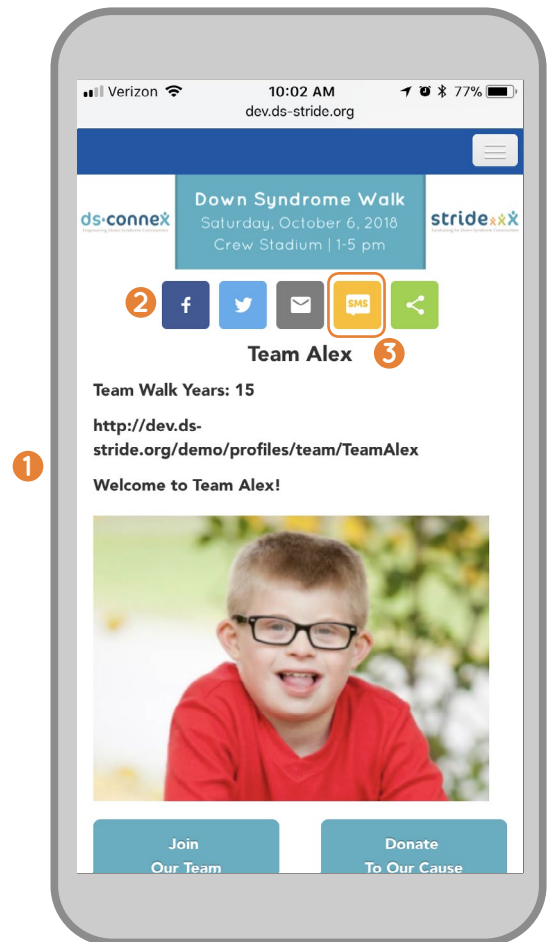 Verizon 10:02 AM 77%
dev.ds-stride.org
Down Syndrome Walk
ds-connex Saturday, October 6, 2018 stride
Crew Stadium | 1-5 pm
2 f SMS
Team Alex 3
Team Walk Years: 15
http://dev.ds-
stride.org/demo/profiles/team/TeamAlex
1
Welcome to Team Alex!
Join Donate
Our Team To Our Cause